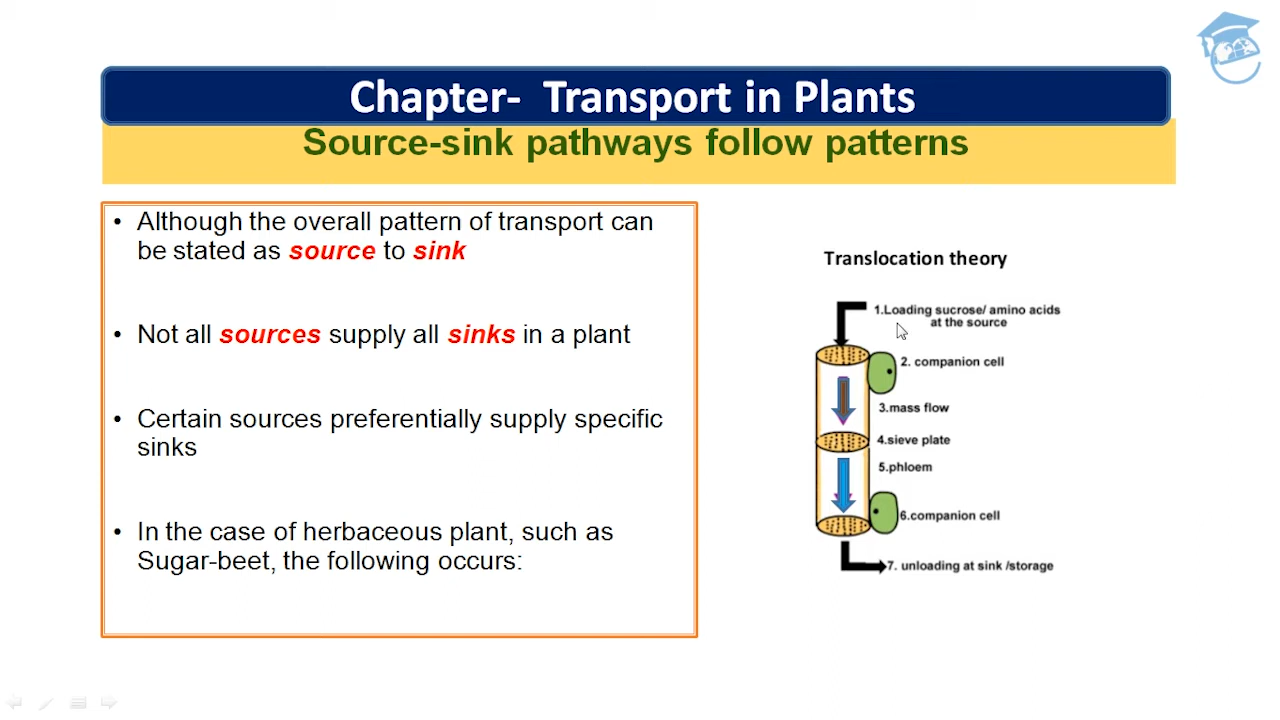 Chapter-  Transport in Plants
Source-sink pathways follow patterns
• Although the overall pattern of transport can
be stated as source to sink
• Not all sources supply all sinks in a plant
• Certain sources preferentially supply specific
sinks
• In the case of herbaceous plant, such as
Sugar-beet, the following occurs:
Translocation theory
1.Loading sucrose/ amino acids
at the source
2. companion cell
3.mass flow
4.sieve plate
5.phloem
6.companion cell
7. unloading at sink /storage